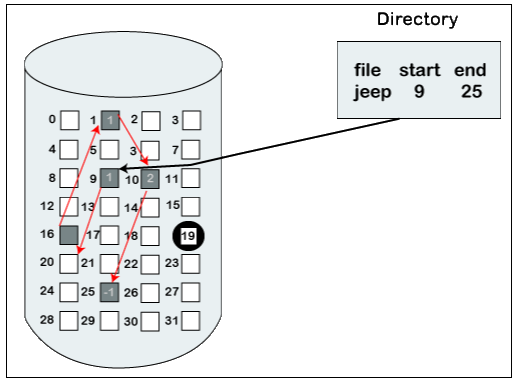 Directory
file start end
jeep 9 25
0 1 1 2 3
4 5 3 7
8 9 1 10 2 11
12 13 14 15
16 17 18 19
20 21 22 23
24 25 -1 26 27
28 29 30 31